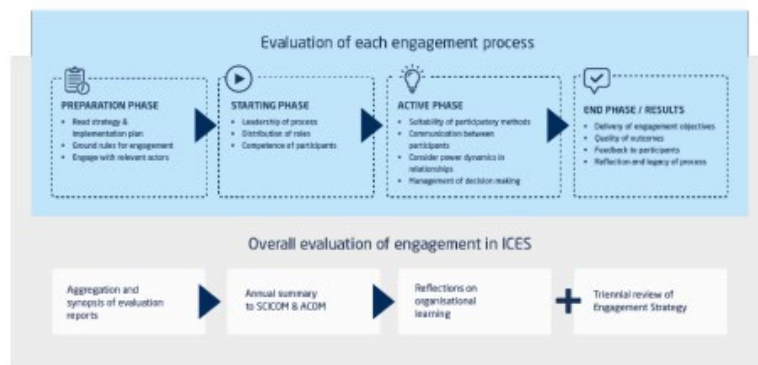 Evaluation of each engagement process
PREPARATION PHASE
• Read strategy &
implementation plan
• Ground rules for engagement
• Engage with relevant actors
STARTING PHASE
• Leadership of process
• Distribution of roles
• Competence of participants
ACTIVE PHASE
• Suitability of participatory methods
• Communication between
participants
• Consider power dynamics in
relationships
• Management of decision making
END PHASE / RESULTS
• Delivery of engagement objectives
• Quality of outcomes
• Feedback to participants
• Reflection and legacy of process
Overall evaluation of engagement in ICES
Aggregation and
synopsis of evaluation
reports
Annual summary
to SCICOM & ACOM
Reflections on
organisational
learning
+
Triennial review of
Engagement Strategy